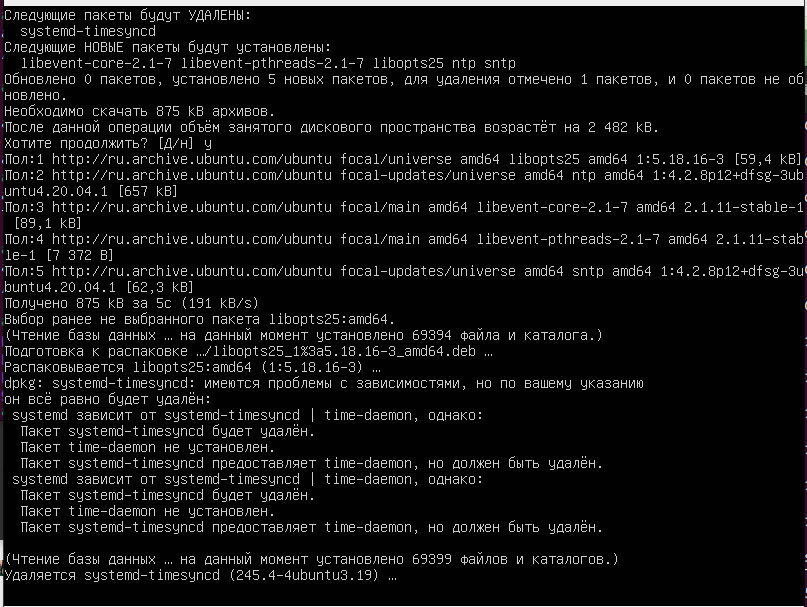 Следующие пакеты будут УДАЛЕНЫ:
  systemd-timesyncd
Следующие НОВЫЕ пакеты будут установлены:
  libevent-core-2.1-7 libevent-pthreads-2.1-7 libopts25 ntp sntp
Обновлено 0 пакетов, установлено 5 новых пакетов, для удаления отмечено 1 пакетов, и 0 пакетов не об
новлено.
Необходимо скачать 875 kB архивов.
После данной операции объём занятого дискового пространства возрастёт на 2 482 kB.
Хотите продолжить? [Д/н] y
Пол:1 http://ru.archive.ubuntu.com/ubuntu focal/universe amd64 libopts25 amd64 1:5.18.16-3 [59,4 kB]
Пол:2 http://ru.archive.ubuntu.com/ubuntu focal-updates/universe amd64 ntp amd64 1:4.2.8p12+dfsg-3ub
untu4.20.04.1 [657 kB]
Пол:3 http://ru.archive.ubuntu.com/ubuntu focal/main amd64 libevent-core-2.1-7 amd64 2.1.11-stable-1
 [89,1 kB]
Пол:4 http://ru.archive.ubuntu.com/ubuntu focal/main amd64 libevent-pthreads-2.1-7 amd64 2.1.11-stab
le-1 [7 372 B]
Пол:5 http://ru.archive.ubuntu.com/ubuntu focal-updates/universe amd64 sntp amd64 1:4.2.8p12+dfsg-3u
buntu4.20.04.1 [62,3 kB]
Получено 875 kB за 5с (191 kB/s)
Выбор ранее не выбранного пакета libopts25:amd64.
(Чтение базы данных … на данный момент установлено 69394 файла и каталога.)
Подготовка к распаковке …/libopts25_1%3a5.18.16-3_amd64.deb …
Распаковывается libopts25:amd64 (1:5.18.16-3) …
dpkg: systemd-timesyncd: имеются проблемы с зависимостями, но по вашему указанию
он всё равно будет удалён:
 systemd зависит от systemd-timesyncd | time-daemon, однако:
  Пакет systemd-timesyncd будет удалён.
  Пакет time-daemon не установлен.
  Пакет systemd-timesyncd предоставляет time-daemon, но должен быть удалён.
 systemd зависит от systemd-timesyncd | time-daemon, однако:
  Пакет systemd-timesyncd будет удалён.
  Пакет time-daemon не установлен.
  Пакет systemd-timesyncd предоставляет time-daemon, но должен быть удалён.

(Чтение базы данных … на данный момент установлено 69399 файлов и каталогов.)
Удаляется systemd-timesyncd (245.4-4ubuntu3.19) …